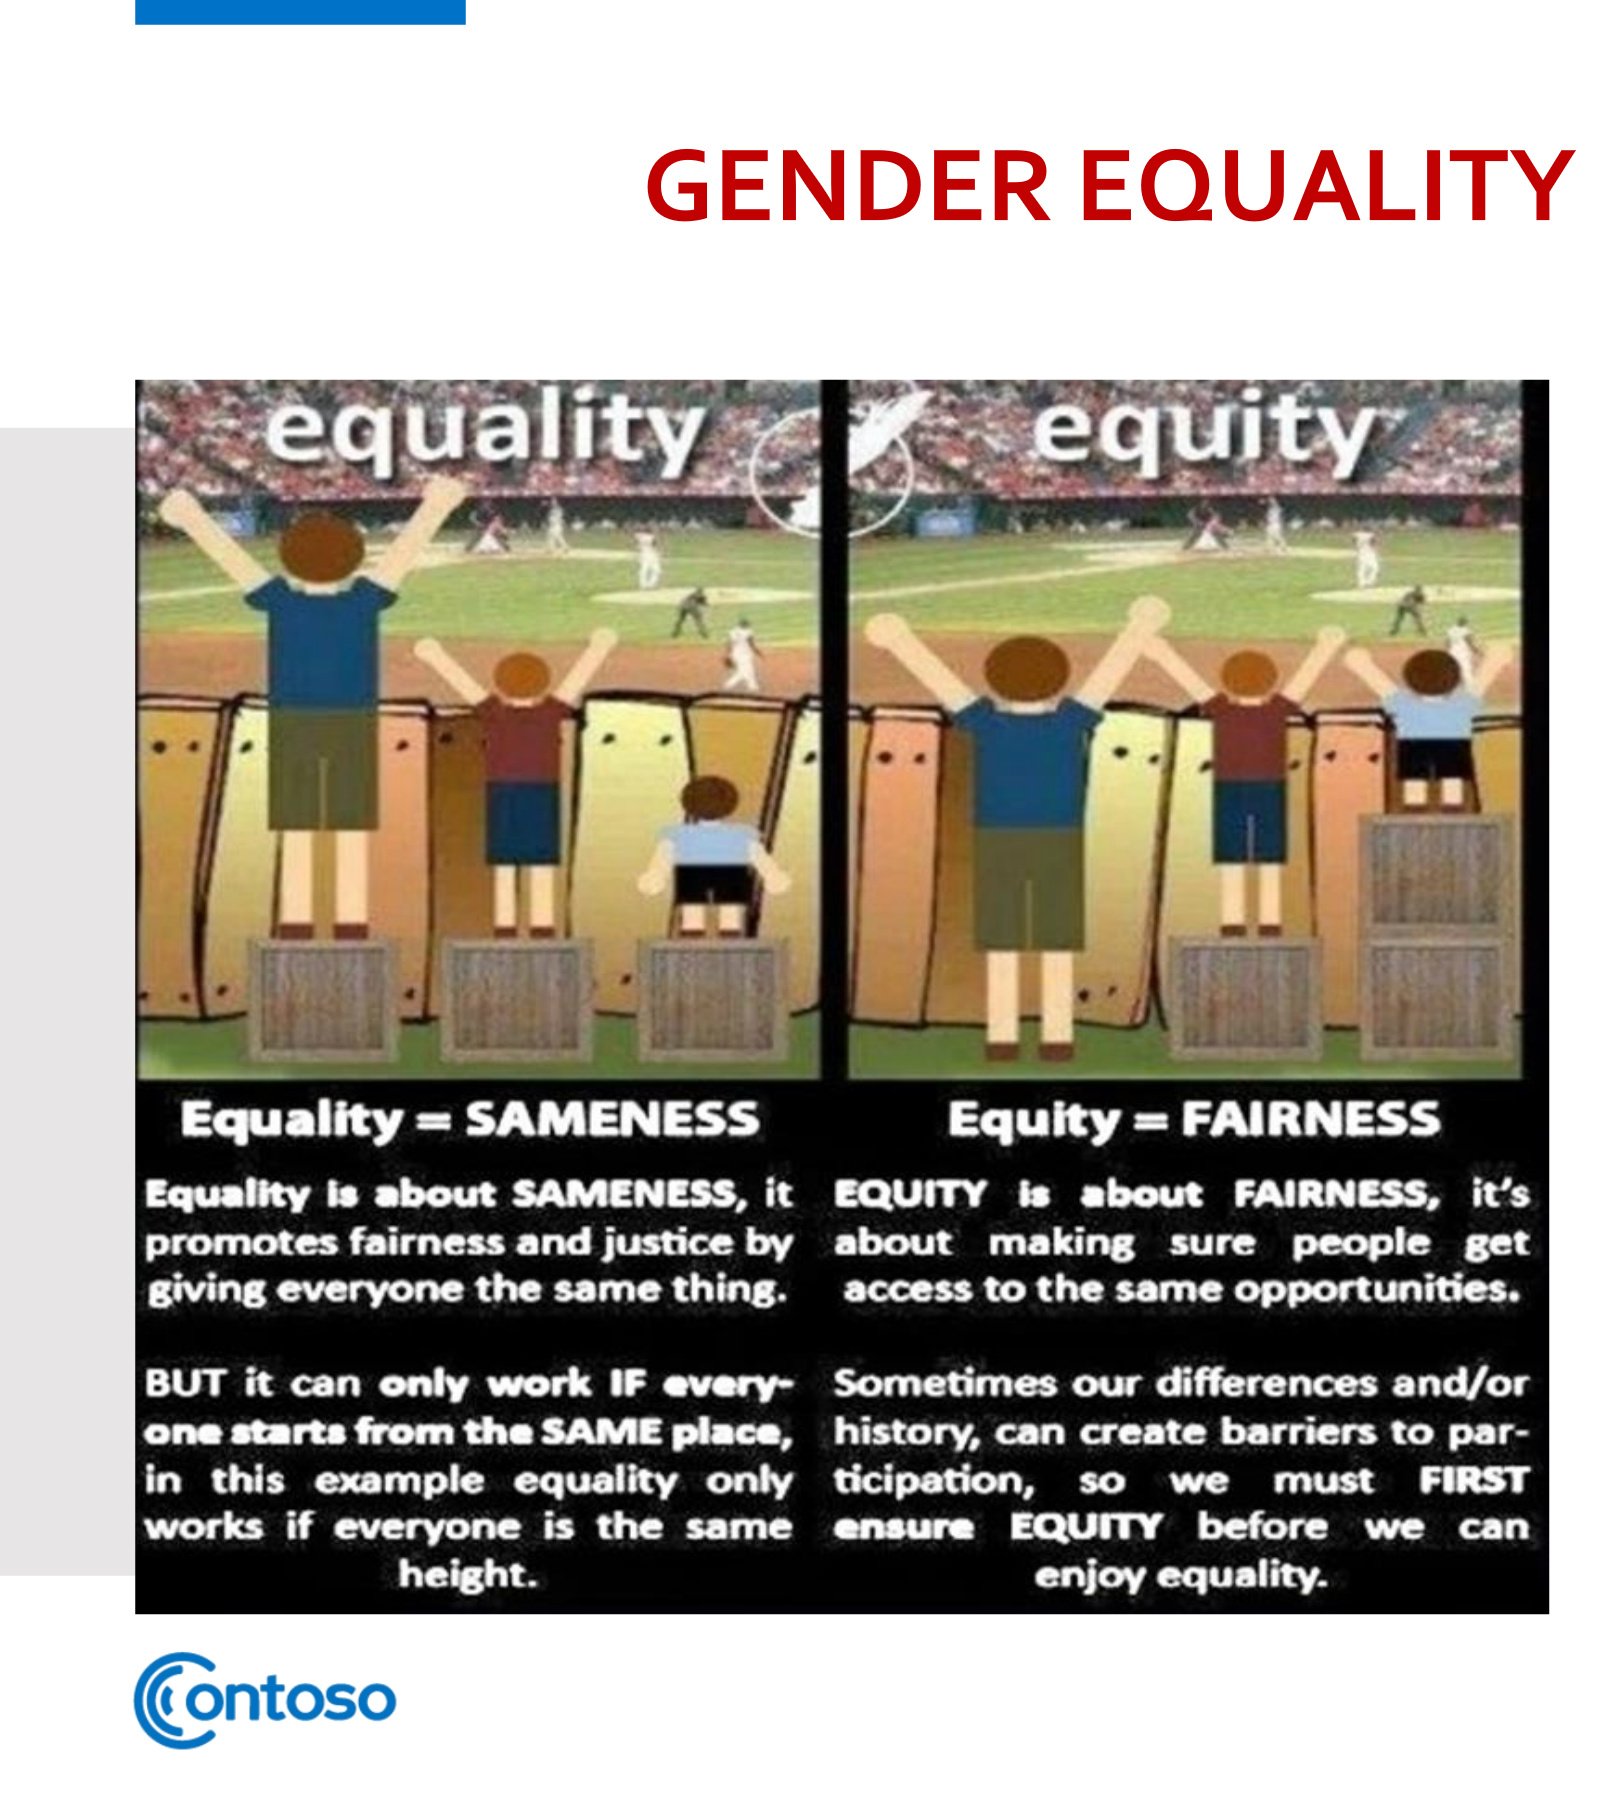 GENDER EQUALITY
equality
equity
Equality = SAMENESS
Equality is about SAMENESS, it
promotes fairness and justice by
giving everyone the same thing.
BUT it can only work IF every-
one starts from the SAME place,
in this example equality only
works if everyone is the same
height.
Equity = FAIRNESS
EQUITY is about FAIRNESS, it's
about making sure people get
access to the same opportunities.
Sometimes our differences and/or
history, can create barriers to par-
ticipation, so we must FIRST
ensure EQUITY before we can
enjoy equality.
Contoso